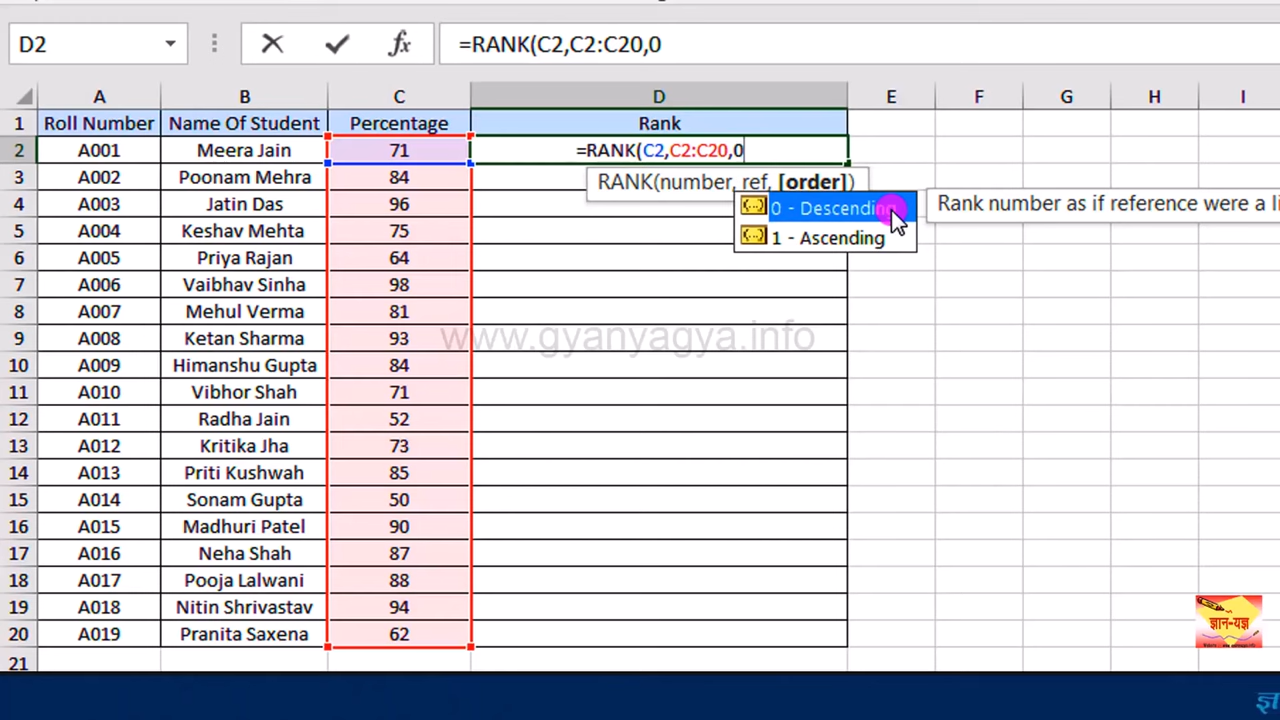 D2 =RANK(C2,C2:C20,0
A B C D E F G H I
1 Roll Number Name Of Student Percentage Rank
2 A001 Meera Jain 71 =RANK(C2,C2:C20,0
3 A002 Poonam Mehra 84 RANK(number, ref, [order])
4 A003 Jatin Das 96 0 - Descending Rank number as if reference were a li
1 - Ascending
5 A004 Keshav Mehta 75
6 A005 Priya Rajan 64
7 A006 Vaibhav Sinha 98
8 A007 Mehul Verma 81
9 A008 Ketan Sharma 93
www.gyanyagya.info
10 A009 Himanshu Gupta 84
11 A010 Vibhor Shah 71
12 A011 Radha Jain 52
13 A012 Kritika Jha 73
14 A013 Priti Kushwah 85
15 A014 Sonam Gupta 50
16 A015 Madhuri Patel 90
17 A016 Neha Shah 87
18 A017 Pooja Lalwani 88
19 A018 Nitin Shrivastav 94
20 A019 Pranita Saxena 62
ज्ञान-यज्ञ
21